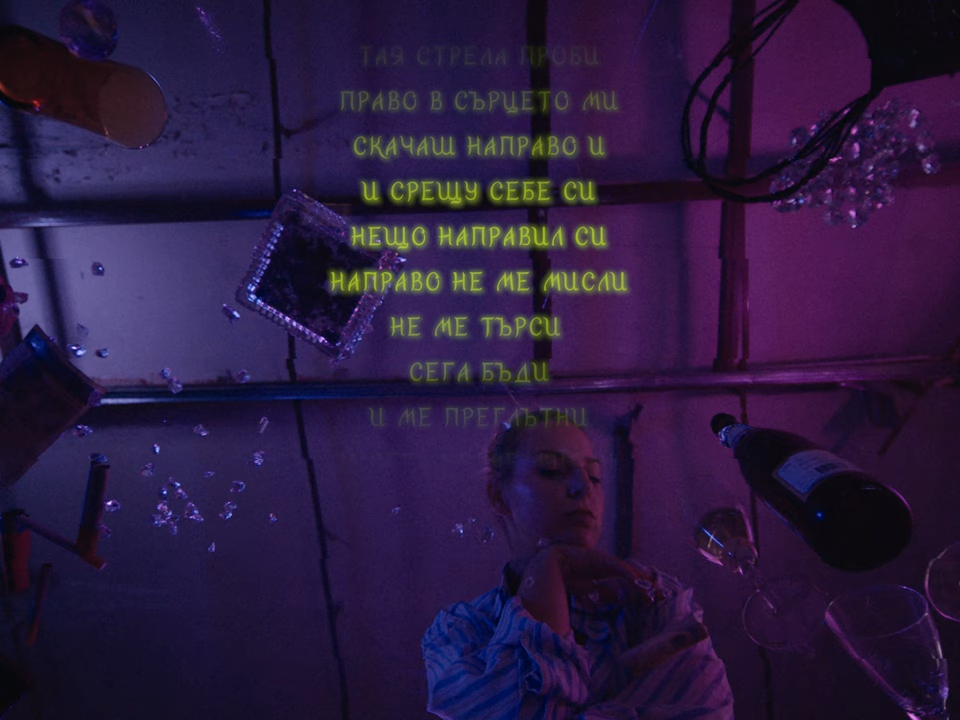 ТАЯ СТРЕЛА ПРОБИ
ПРАВО В СЪРЦЕТО МИ
СКАЧАШ НАПРАВО И
И СРЕЩУ СЕБЕ СИ
НЕЩО НАПРАВИЛ СИ
НАПРАВО НЕ МЕ МИСЛИ
НЕ МЕ ТЪРСИ
СЕГА БЪДИ
И МЕ ПРЕГЛЪТНИ